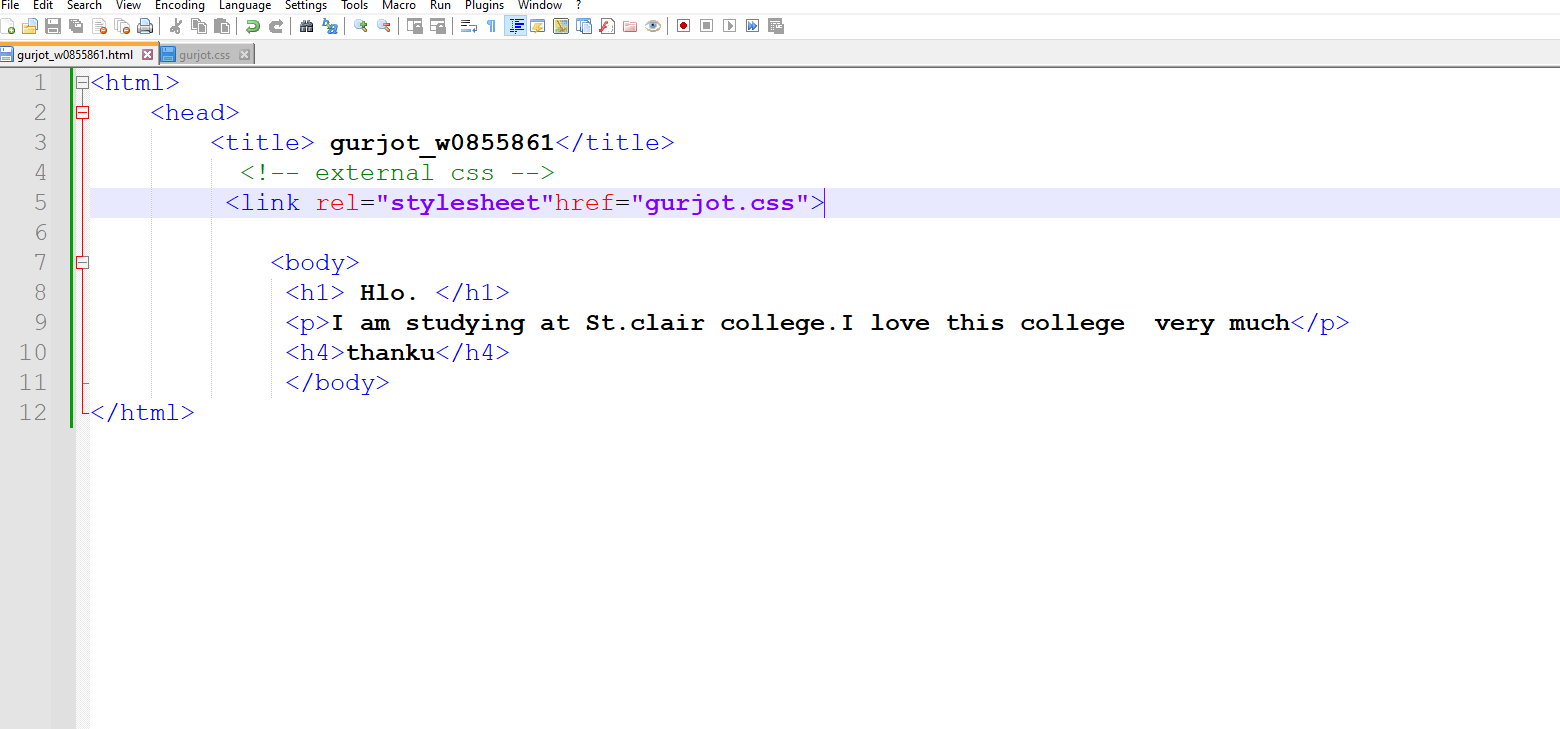 File Edit Search View Encoding Language Settings Tools Macro Run Plugins Window ?
gurjot_w0855861.html gurjot.css
1 <html>
2 <head>
3 <title> gurjot_w0855861</title>
4 <!-- external css -->
5 <link rel="stylesheet"href="gurjot.css">
6
7 <body>
8 <h1> Hlo. </h1>
9 <p>I am studying at St.clair college.I love this college  very much</p>
10 <h4>thanku</h4>
11 </body>
12 </html>